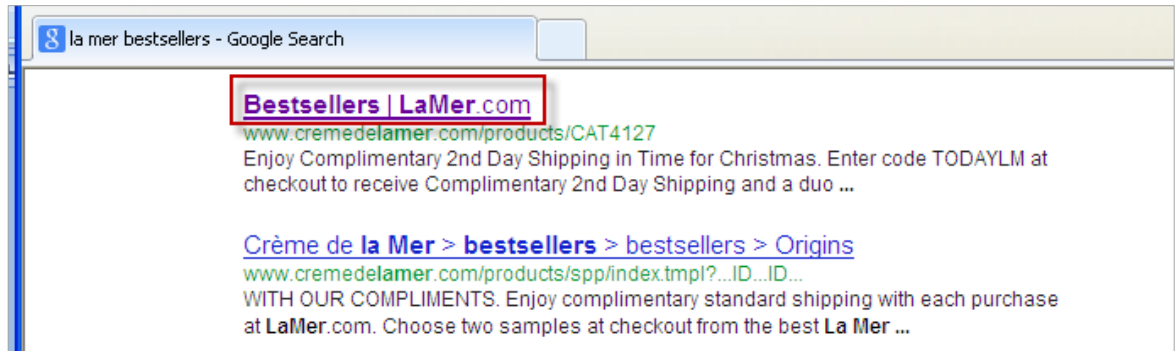 la mer bestsellers - Google Search
Bestsellers | LaMer.com
www.cremedelamer.com/products/CAT4127
Enjoy Complimentary 2nd Day Shipping in Time for Christmas. Enter code TODAYLM at
checkout to receive Complimentary 2nd Day Shipping and a duo ...
Crème de la Mer > bestsellers > bestsellers > Origins
www.cremedelamer.com/products/spp/index.tmpl?...ID...ID...
WITH OUR COMPLIMENTS. Enjoy complimentary standard shipping with each purchase
at LaMer.com. Choose two samples at checkout from the best La Mer ...